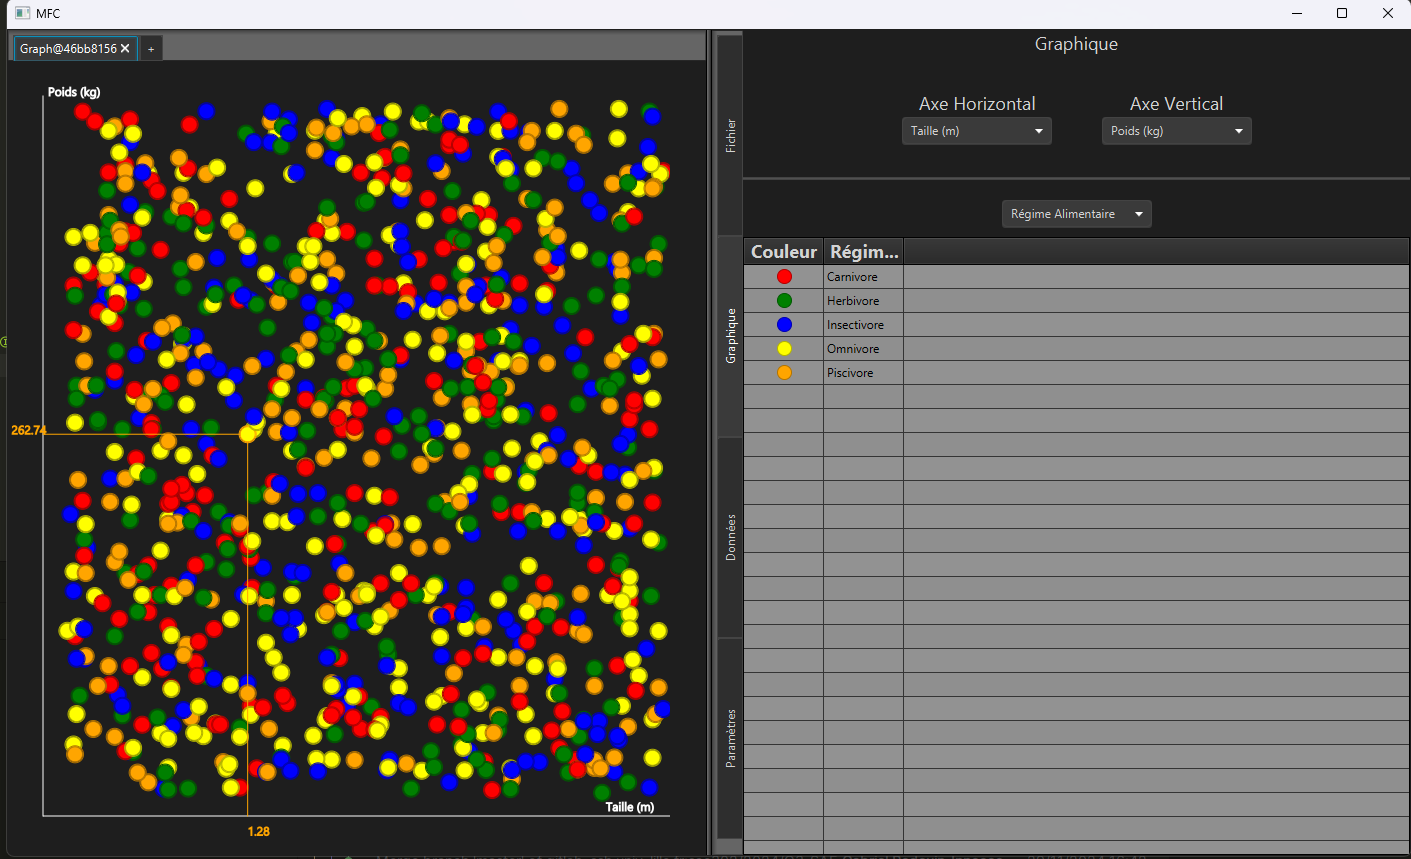 MFC
Graph@46bb8156
+
Poids (kg)
262.74
1.28
Taille (m)
Fichier
Graphique
Données
Paramètres
Graphique
Axe Horizontal
Axe Vertical
Taille (m)
Poids (kg)
Régime Alimentaire
Couleur
Régim...
Carnivore
Herbivore
Insectivore
Omnivore
Piscivore